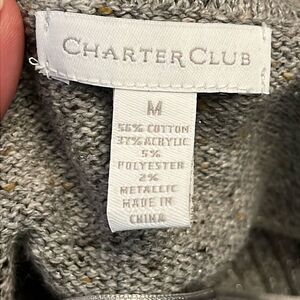 CHARTER CLUB
M
56% COTTON
37% ACRYLIC
5%
POLYESTER
2%
METALLIC
MADE IN
CHINA